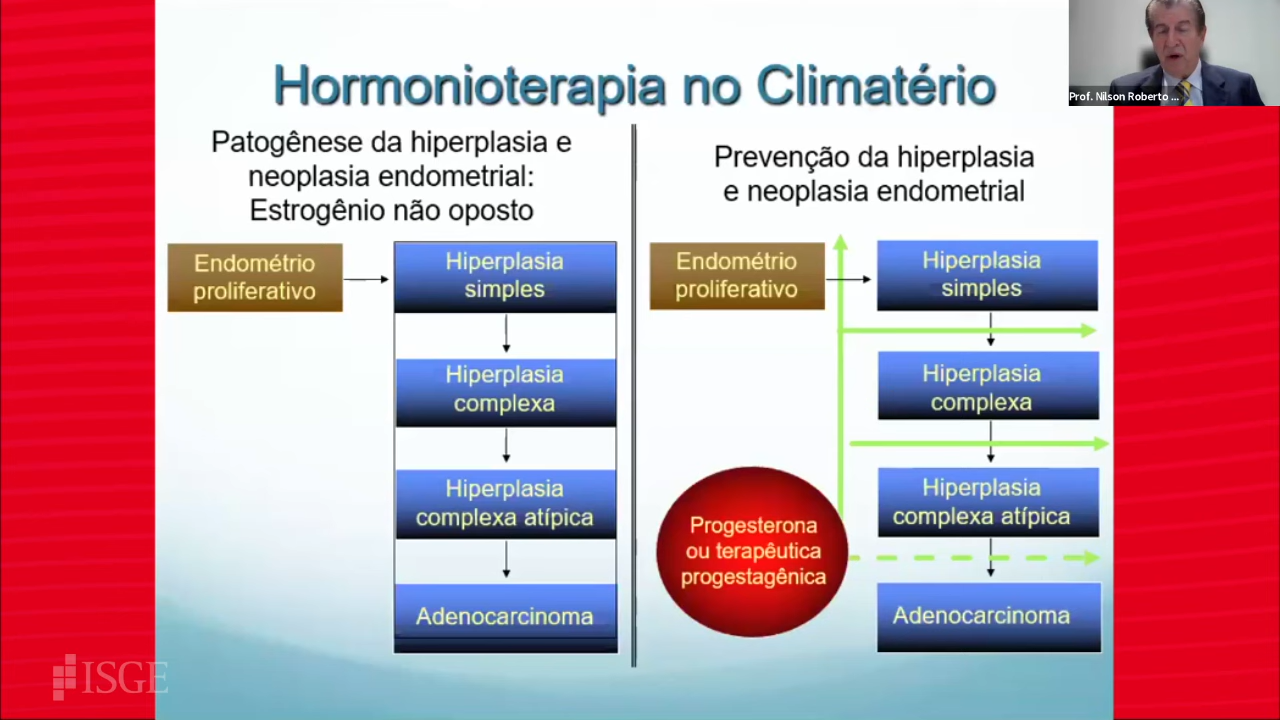 Hormonioterapia no Climatério
Prof. Nilson Roberto ...
Patogênese da hiperplasia e
neoplasia endometrial:
Estrogênio não oposto
Endométrio
proliferativo
Hiperplasia
simples
Hiperplasia
complexa
Hiperplasia
complexa atípica
Adenocarcinoma
Prevenção da hiperplasia
e neoplasia endometrial
Endométrio
proliferativo
Hiperplasia
simples
Hiperplasia
complexa
Hiperplasia
complexa atípica
Progesterona
ou terapêutica
progestagênica
Adenocarcinoma
ISGE